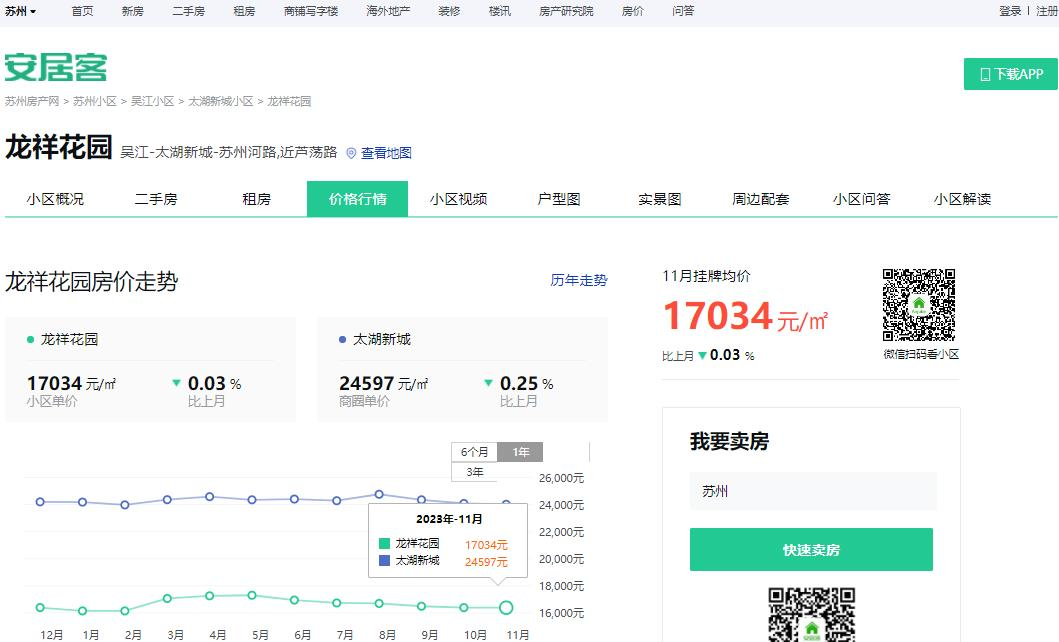 苏州 首页 新房 二手房 租房 商铺写字楼 海外地产 装修 楼讯 房产研究院 房价 问答 登录 | 注册
安居客
下载APP
苏州房产网 > 苏州小区 > 吴江小区 > 太湖新城小区 > 龙祥花园
龙祥花园 吴江-太湖新城-苏州河路,近芦荡路 查看地图
小区概况 二手房 租房 价格行情 小区视频 户型图 实景图 周边配套 小区问答 小区解读
龙祥花园房价走势 历年走势
龙祥花园
17034 元/㎡ 0.03 %
小区单价 比上月
太湖新城
24597 元/㎡ 0.25 %
商圈单价 比上月
6个月 1年
3年
26,000元
24,000元
22,000元
20,000元
18,000元
16,000元
2023年-11月
龙祥花园 17034元
太湖新城 24597元
12月 1月 2月 3月 4月 5月 6月 7月 8月 9月 10月 11月
11月挂牌均价
17034元/㎡
比上月 0.03 %
微信扫码看小区
我要卖房
苏州
快速卖房